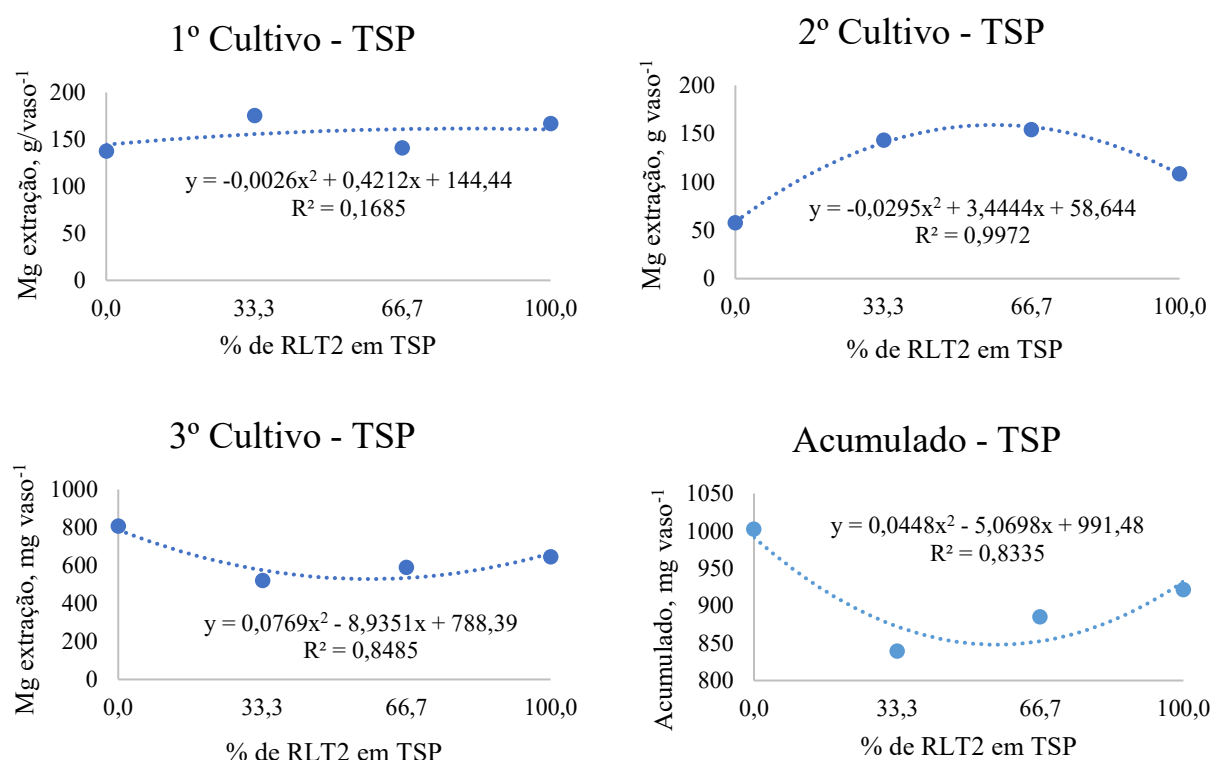 1º Cultivo - TSP
Mg extração, g/vaso⁻¹
200
150
100
50
0
y = -0,0026x² + 0,4212x + 144,44
R² = 0,1685
0,0 33,3 66,7 100,0
% de RLT2 em TSP
2º Cultivo - TSP
Mg extração, g vaso⁻¹
200
150
100
50
0
y = -0,0295x² + 3,4444x + 58,644
R² = 0,9972
0,0 33,3 66,7 100,0
% de RLT2 em TSP
3º Cultivo - TSP
Mg extração, mg vaso⁻¹
1000
800
600
400
200
0
y = 0,0769x² - 8,9351x + 788,39
R² = 0,8485
0,0 33,3 66,7 100,0
% de RLT2 em TSP
Acumulado - TSP
Acumulado, mg vaso⁻¹
1050
1000
950
900
850
800
y = 0,0448x² - 5,0698x + 991,48
R² = 0,8335
0,0 33,3 66,7 100,0
% de RLT2 em TSP